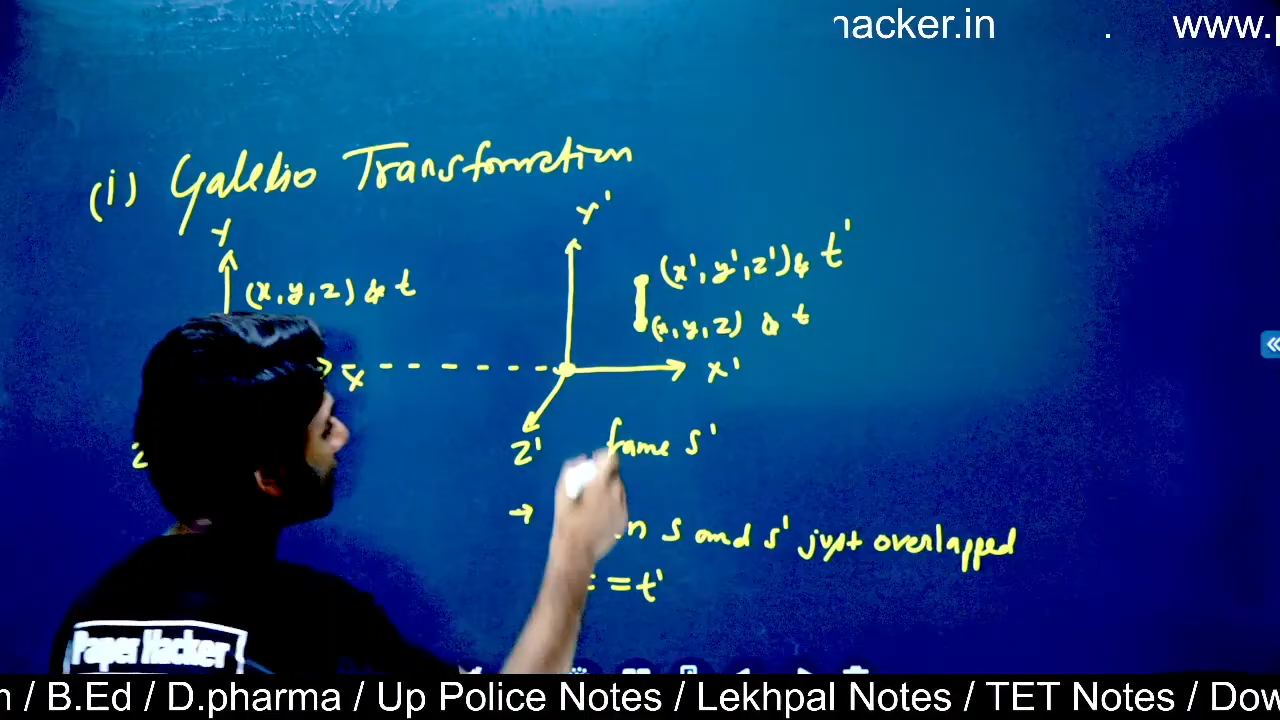 hacker.in . www.p
(i) Galelio Transformation
Y
Y'
(x, y, z) & t
(x', y', z') & t'
(x, y, z) & t
X
X'
Z
Z'
frame s'
→ n s and s' just overlapped
= t'
Paper Hacker
/ B.Ed / D.pharma / Up Police Notes / Lekhpal Notes / TET Notes / Dow